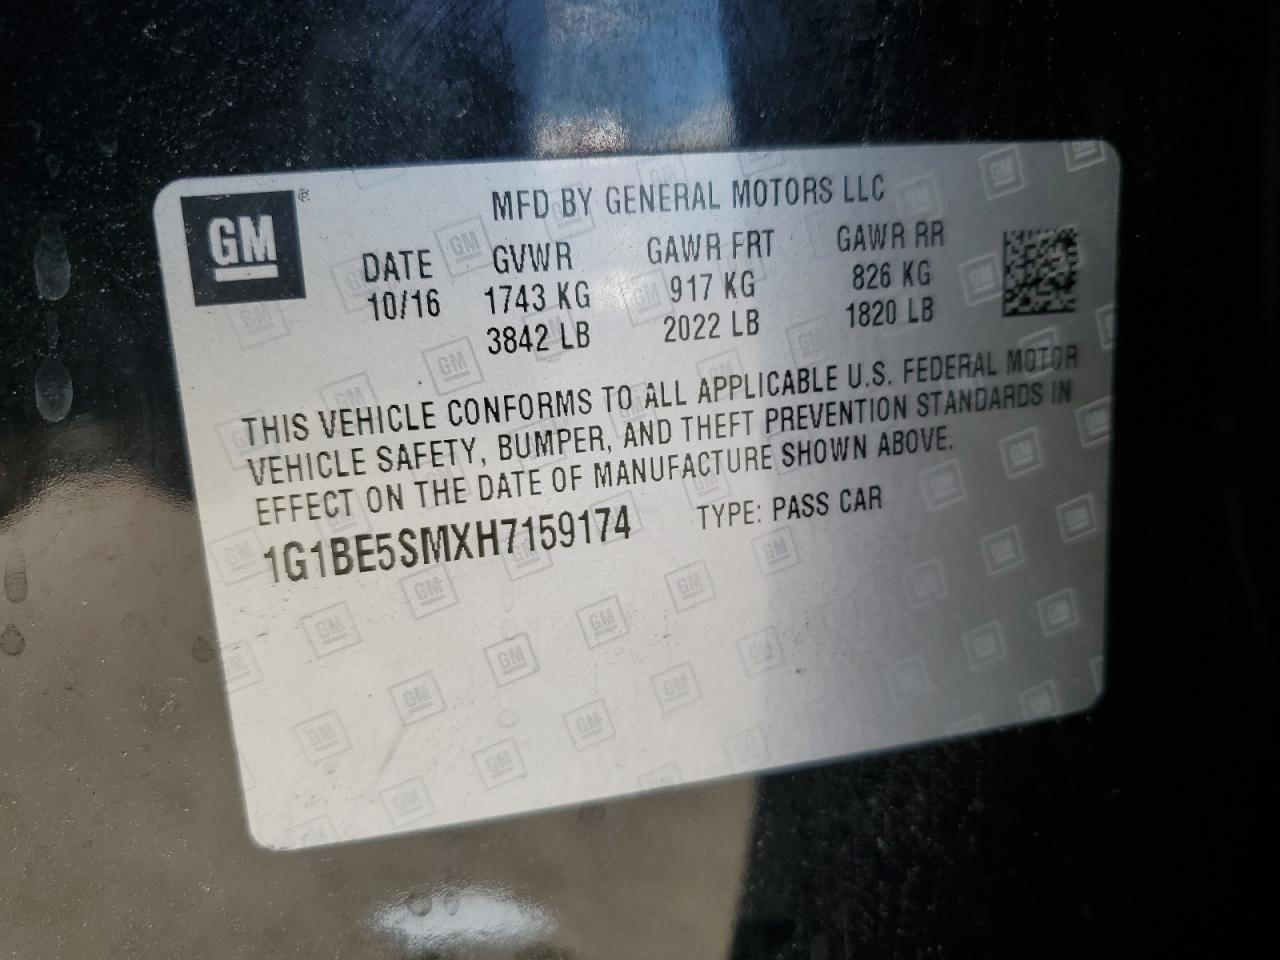 GM ®
MFD BY GENERAL MOTORS LLC
DATE GVWR GAWR FRT GAWR RR
10/16 1743 KG 917 KG 826 KG
3842 LB 2022 LB 1820 LB
THIS VEHICLE CONFORMS TO ALL APPLICABLE U.S. FEDERAL MOTOR
VEHICLE SAFETY, BUMPER, AND THEFT PREVENTION STANDARDS IN
EFFECT ON THE DATE OF MANUFACTURE SHOWN ABOVE.
1G1BE5SMXH7159174 TYPE: PASS CAR